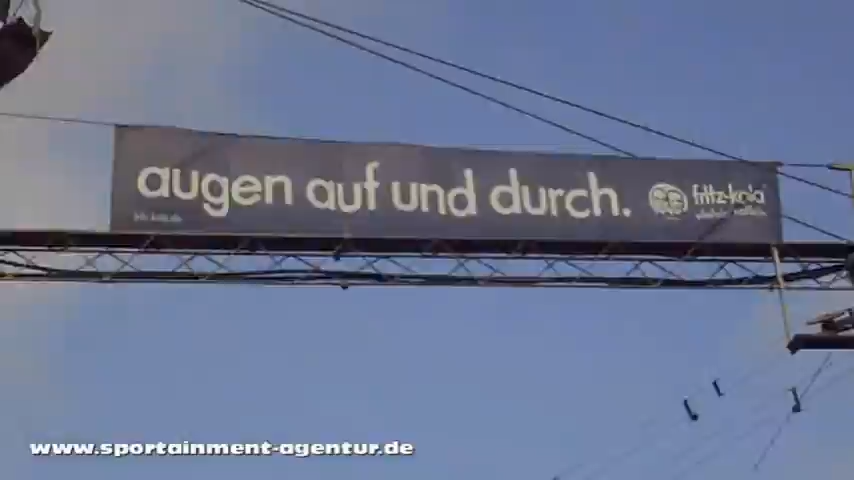 augen auf und durch.
fritz-kola
www.sportainment-agentur.de